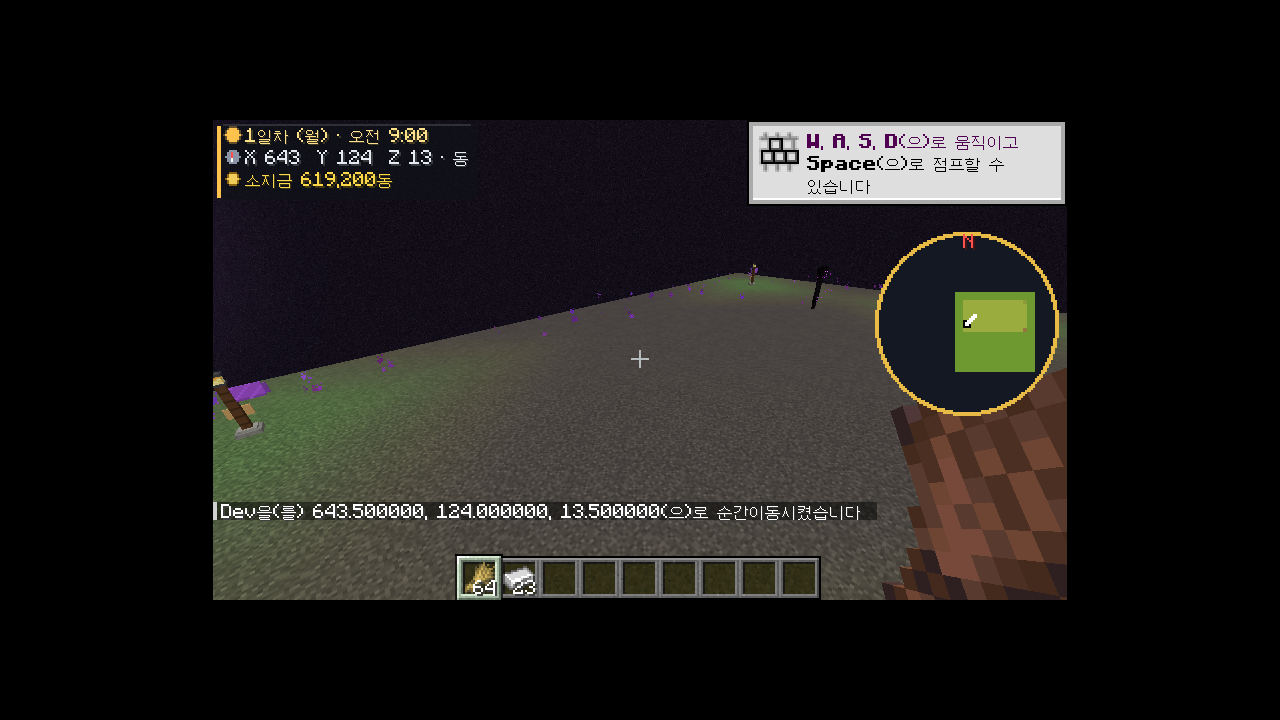 1일차 (월) · 오전 9:00
X 643 Y 124 Z 13 · 동
소지금 619,200동
W, A, S, D(으)로 움직이고
Space(으)로 점프할 수
있습니다
N
Dev을(를) 643.500000, 124.000000, 13.500000(으)로 순간이동시켰습니다
64 23